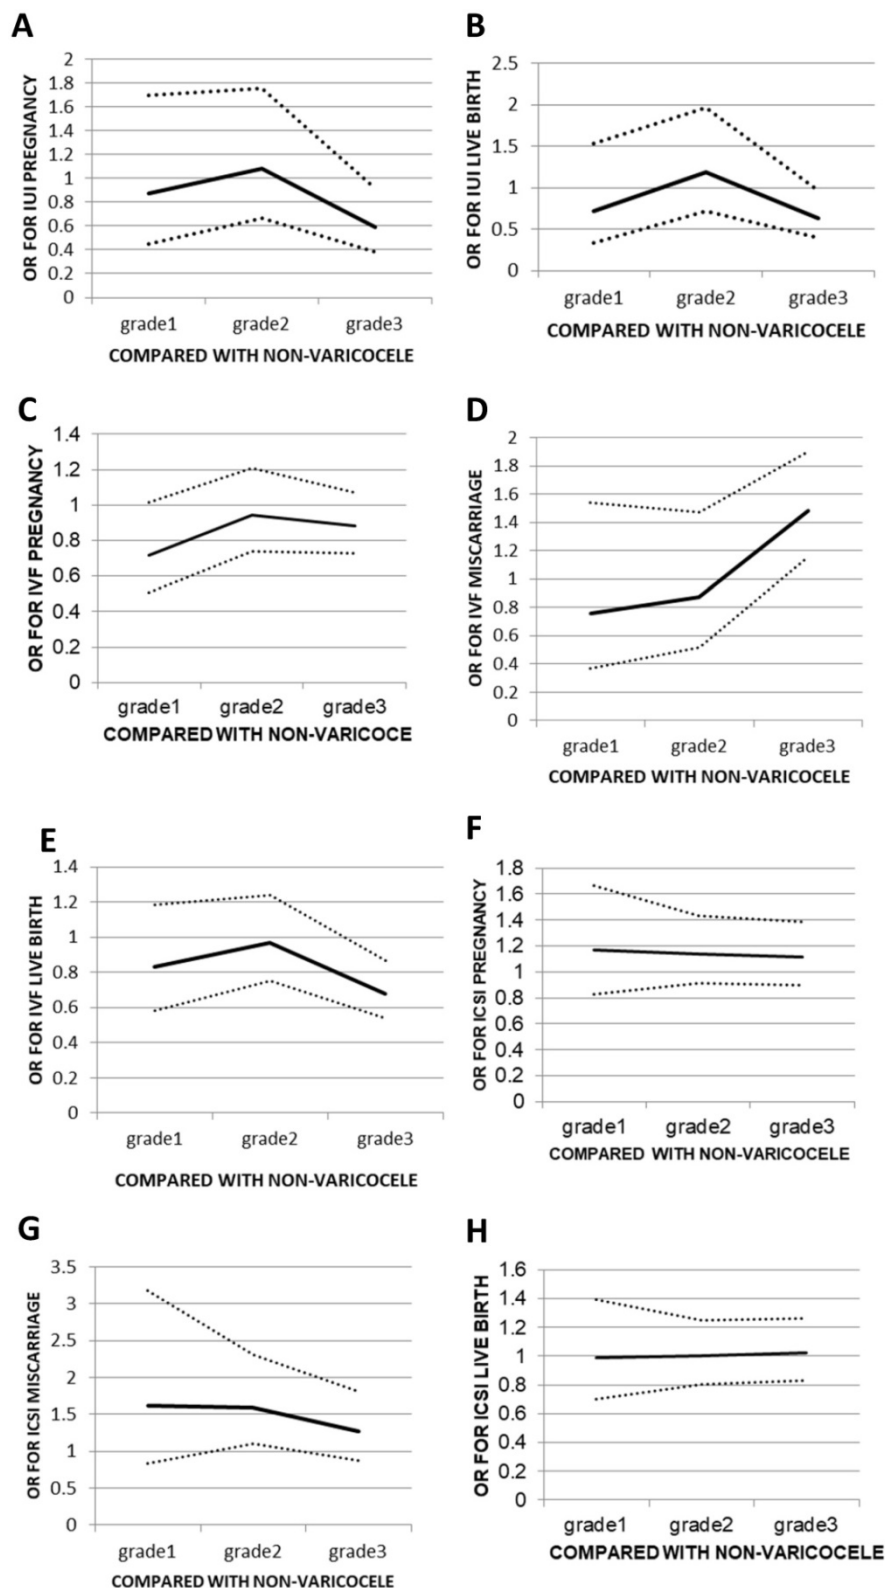 A
OR FOR IUI PREGNANCY
2
1.8
1.6
1.4
1.2
1
0.8
0.6
0.4
0.2
0
grade1 grade2 grade3
COMPARED WITH NON-VARICOCELE
B
OR FOR IUI LIVE BIRTH
2.5
2
1.5
1
0.5
0
grade1 grade2 grade3
COMPARED WITH NON-VARICOCELE
C
OR FOR IVF PREGNANCY
1.4
1.2
1
0.8
0.6
0.4
0.2
0
grade1 grade2 grade3
COMPARED WITH NON-VARICOCE
D
OR FOR IVF MISCARRIAGE
2
1.8
1.6
1.4
1.2
1
0.8
0.6
0.4
0.2
0
grade1 grade2 grade3
COMPARED WITH NON-VARICOCELE
E
OR FOR IVF LIVE BIRTH
1.4
1.2
1
0.8
0.6
0.4
0.2
0
grade1 grade2 grade3
COMPARED WITH NON-VARICOCELE
F
OR FOR ICSI PREGNANCY
1.8
1.6
1.4
1.2
1
0.8
0.6
0.4
0.2
0
grade1 grade2 grade3
COMPARED WITH NON-VARICOCELE
G
OR FOR ICSI MISCARRIAGE
3.5
3
2.5
2
1.5
1
0.5
0
grade1 grade2 grade3
COMPARED WITH NON-VARICOCELE
H
OR FOR ICSI LIVE BIRTH
1.6
1.4
1.2
1
0.8
0.6
0.4
0.2
0
grade1 grade2 grade3
COMPARED WITH NON-VARICOCELE